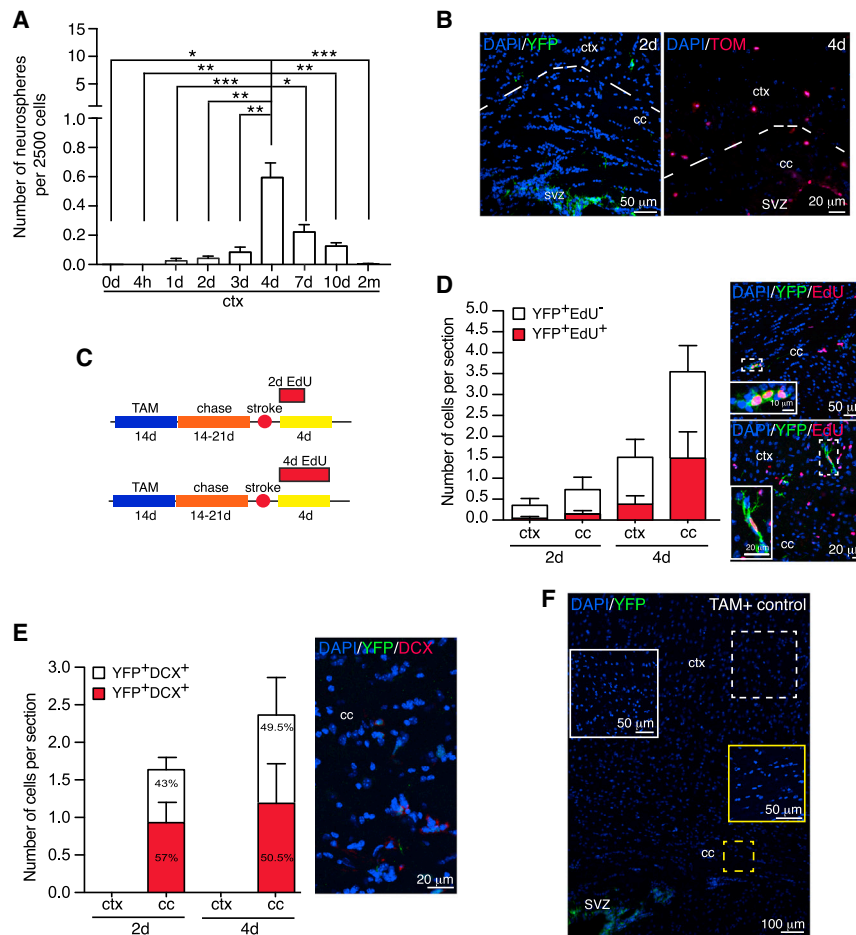 A
Number of neurospheres
per 2500 cells
15
10
5
1.0
0.8
0.6
0.4
0.2
0.0
*
***
**
**
***
*
**
**
0d 4h 1d 2d 3d 4d 7d 10d 2m
ctx
B
DAPI/YFP
2d
ctx
cc
SVZ
50 µm
DAPI/TOM
4d
ctx
cc
SVZ
20 µm
C
2d EdU
TAM chase stroke
14d 14-21d 4d
4d EdU
TAM chase stroke
14d 14-21d 4d
D
Number of cells per section
5.0
4.5
4.0
3.5
3.0
2.5
2.0
1.5
1.0
0.5
0.0
YFP+EdU-
YFP+EdU+
ctx cc ctx cc
2d 4d
DAPI/YFP/EdU
cc
10 µm
50 µm
DAPI/YFP/EdU
ctx
20 µm
cc
20 µm
E
Number of cells per section
3.0
2.5
2.0
1.5
1.0
0.5
0.0
YFP+DCX+
YFP+DCX+
43%
57%
49.5%
50.5%
ctx cc ctx cc
2d 4d
DAPI/YFP/DCX
cc
20 µm
F
DAPI/YFP
TAM+ control
ctx
50 µm
50 µm
cc
SVZ
100 µm